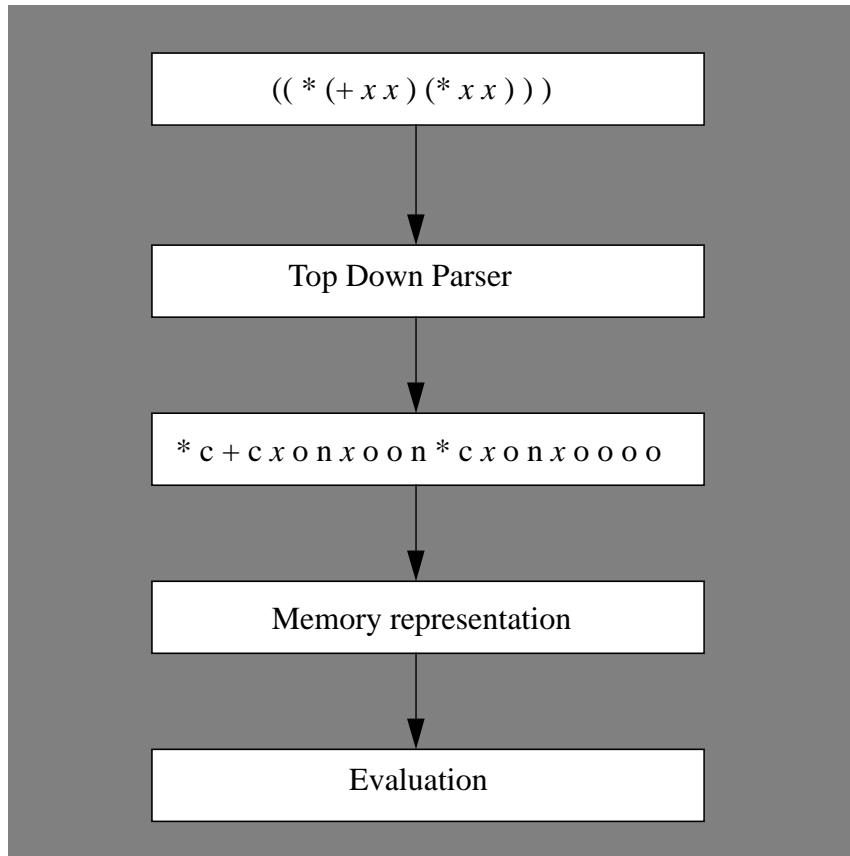 (( * (+ x x ) (* x x ) ) )
Top Down Parser
* c + c x o n x o o n * c x o n x o o o o
Memory representation
Evaluation